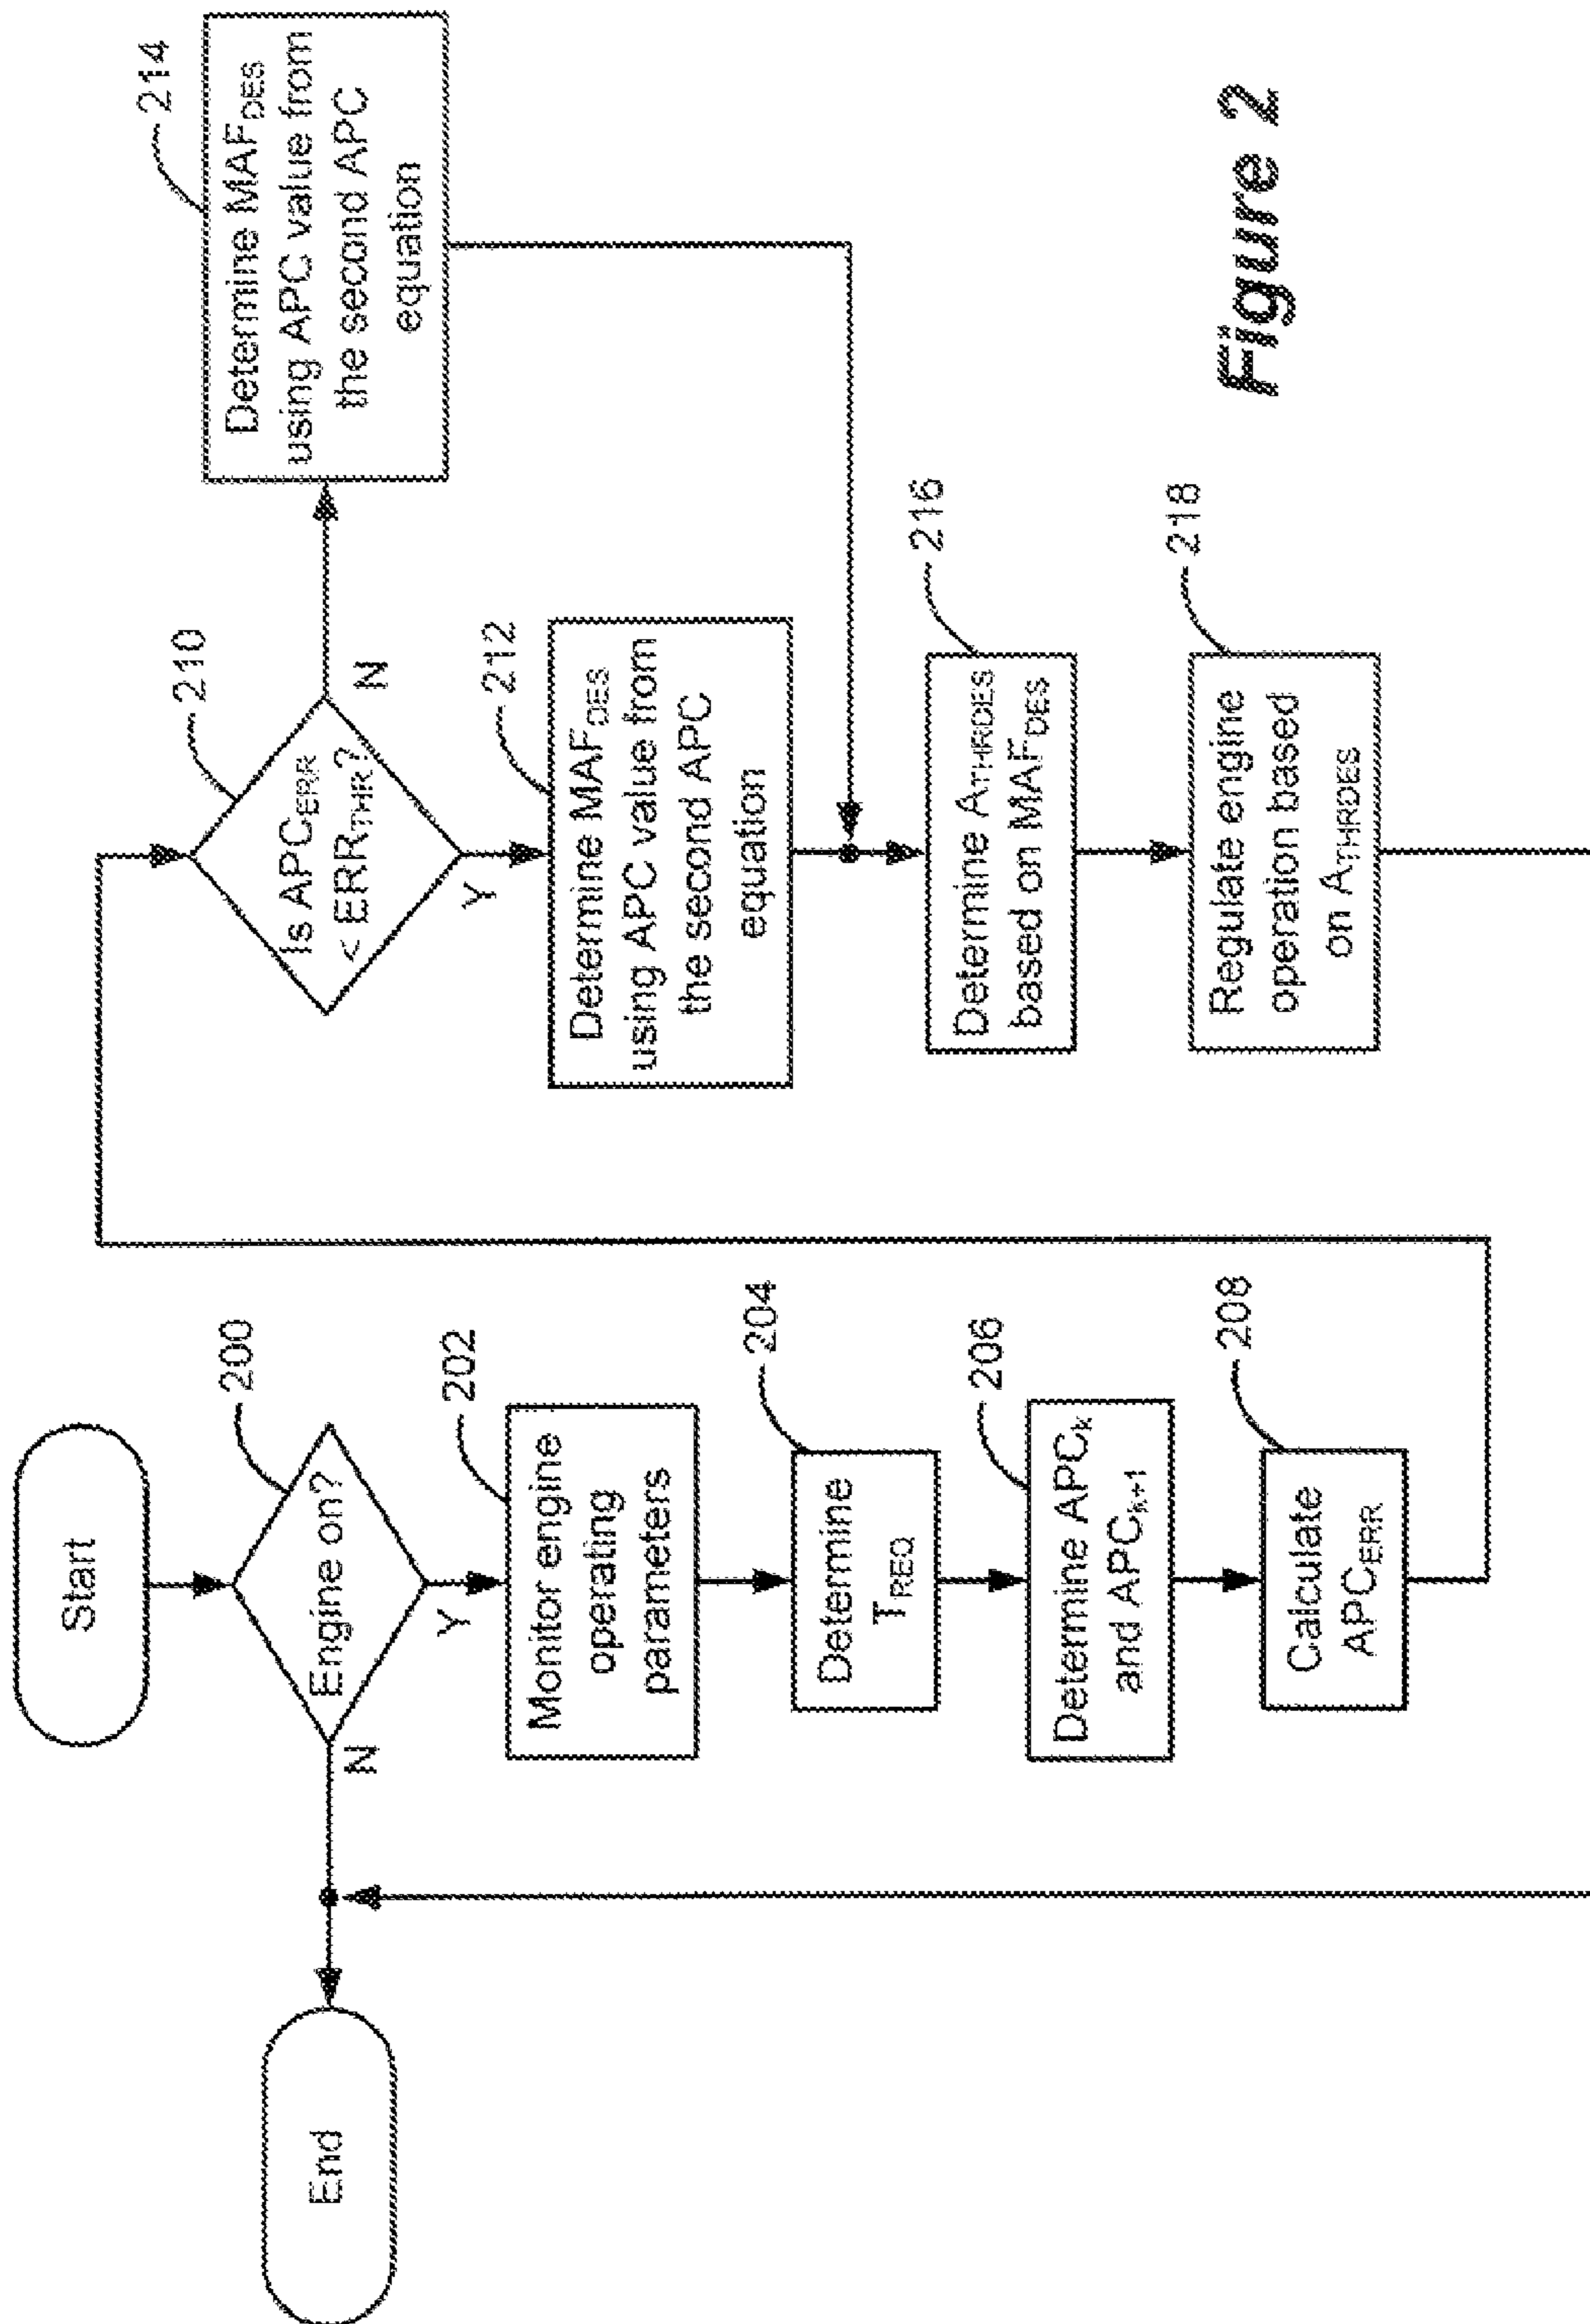 Start
200
Engine on?
N
Y
202
Monitor engine
operating
parameters
204
Determine
T_REQ
206
Determine APC_k
and APC_k+1
208
Calculate
APC_ERR
End
210
Is APC_ERR
< ERR_THR?
N
Y
212
Determine MAF_DES
using APC value from
the second APC
equation
214
Determine MAF_DES
using APC value from
the second APC
equation
216
Determine A_THRDES
based on MAF_DES
218
Regulate engine
operation based
on A_THRDES
Figure 2